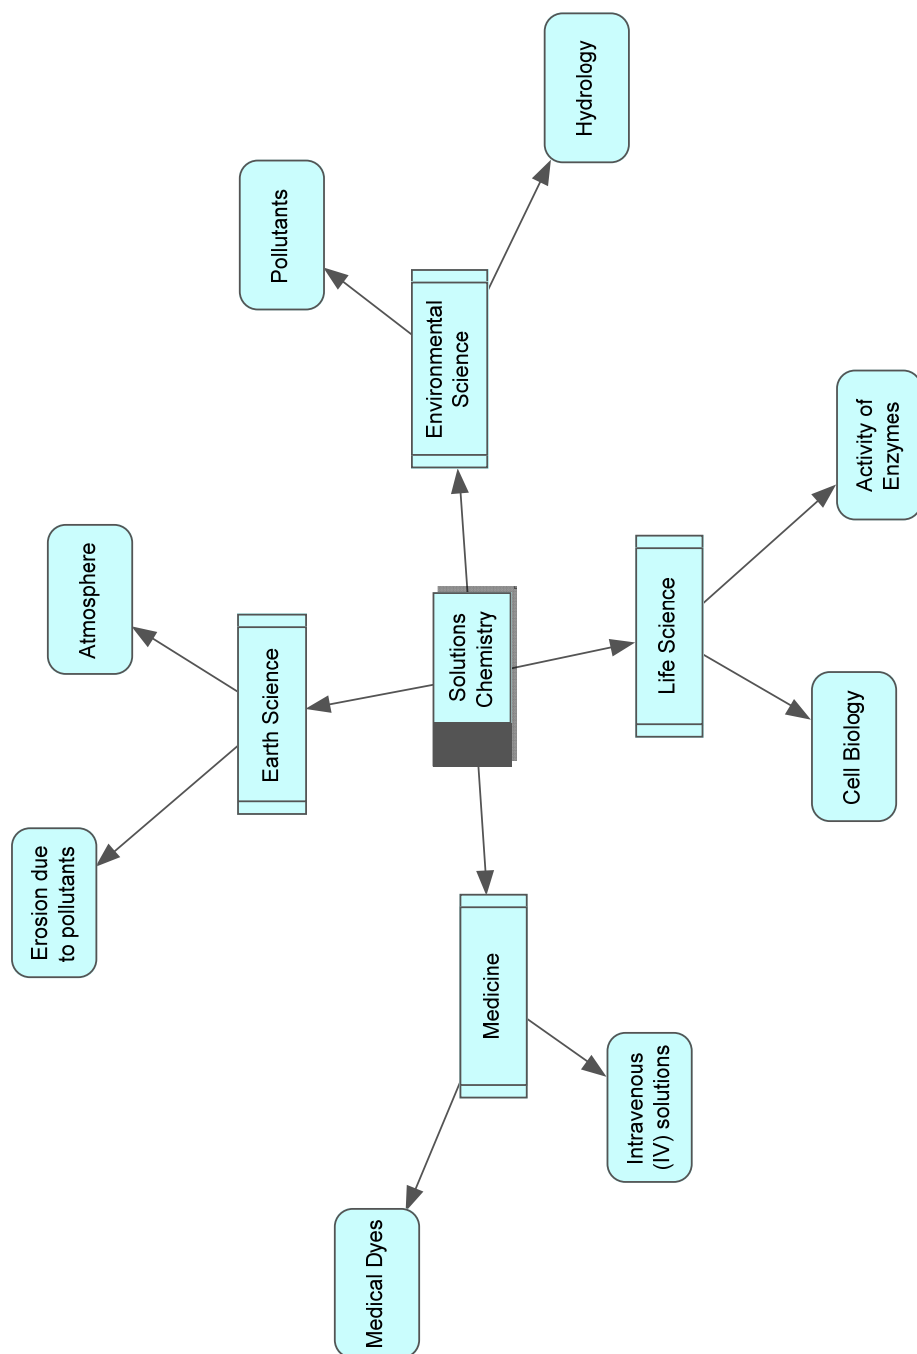 Erosion due
to pollutants
Atmosphere
Pollutants
Hydrology
Earth Science
Environmental
Science
Solutions
Chemistry
Medicine
Life Science
Medical Dyes
Intravenous
(IV) solutions
Cell Biology
Activity of
Enzymes